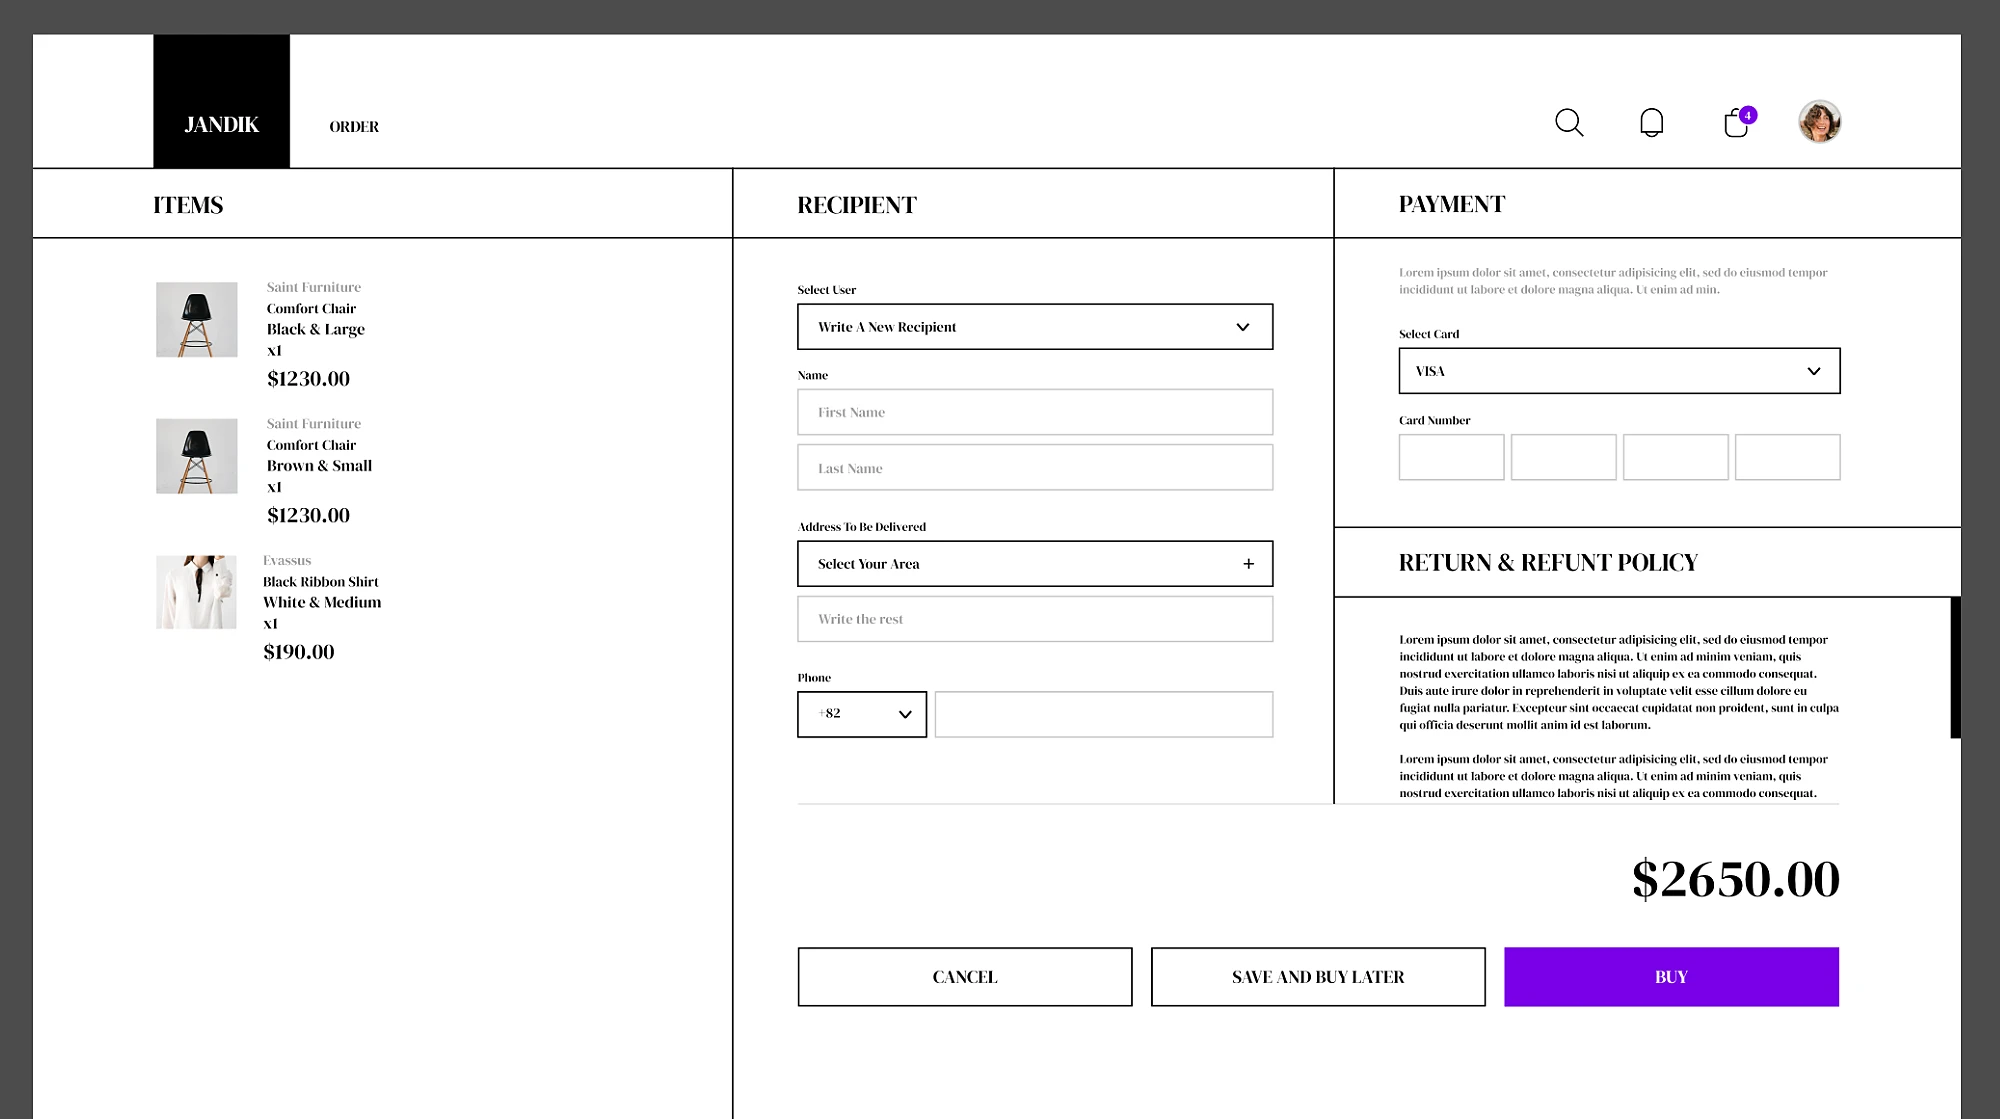 JANDIK
ORDER
4
ITEMS
Saint Furniture
Comfort Chair
Black & Large
x1
$1230.00
Saint Furniture
Comfort Chair
Brown & Small
x1
$1230.00
Evassus
Black Ribbon Shirt
White & Medium
x1
$190.00
RECIPIENT
Select User
Write A New Recipient
Name
First Name
Last Name
Address To Be Delivered
Select Your Area
+
Write the rest
Phone
+82
PAYMENT
Lorem ipsum dolor sit amet, consectetur adipisicing elit, sed do eiusmod tempor
incididunt ut labore et dolore magna aliqua. Ut enim ad min.
Select Card
VISA
Card Number
RETURN & REFUNT POLICY
Lorem ipsum dolor sit amet, consectetur adipisicing elit, sed do eiusmod tempor
incididunt ut labore et dolore magna aliqua. Ut enim ad minim veniam, quis
nostrud exercitation ullamco laboris nisi ut aliquip ex ea commodo consequat.
Duis aute irure dolor in reprehenderit in voluptate velit esse cillum dolore eu
fugiat nulla pariatur. Excepteur sint occaecat cupidatat non proident, sunt in culpa
qui officia deserunt mollit anim id est laborum.
Lorem ipsum dolor sit amet, consectetur adipisicing elit, sed do eiusmod tempor
incididunt ut labore et dolore magna aliqua. Ut enim ad minim veniam, quis
nostrud exercitation ullamco laboris nisi ut aliquip ex ea commodo consequat.
$2650.00
CANCEL
SAVE AND BUY LATER
BUY